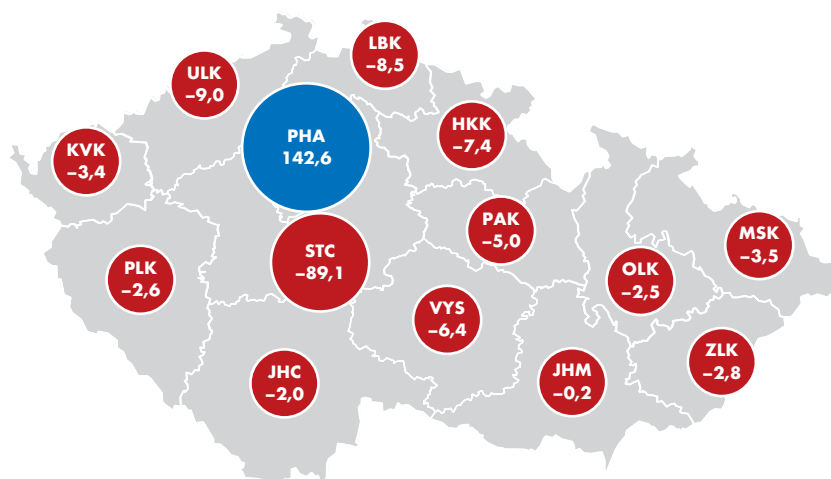 LBK
–8,5
ULK
–9,0
PHA
142,6
HKK
–7,4
KVK
–3,4
PAK
–5,0
MSK
–3,5
STC
–89,1
PLK
–2,6
OLK
–2,5
VYS
–6,4
ZLK
–2,8
JHC
–2,0
JHM
–0,2